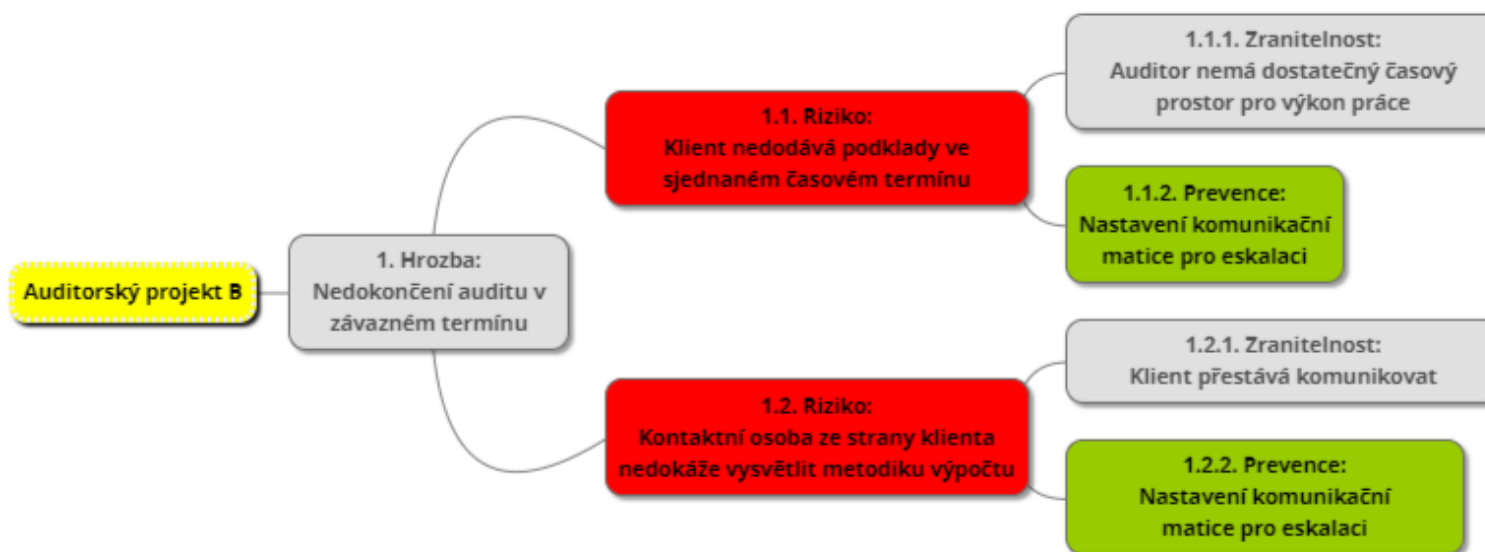 Auditorský projekt B
1. Hrozba:
Nedokončení auditu v
závazném termínu
1.1. Riziko:
Klient nedodává podklady ve
sjednaném časovém termínu
1.1.1. Zranitelnost:
Auditor nemá dostatečný časový
prostor pro výkon práce
1.1.2. Prevence:
Nastavení komunikační
matice pro eskalaci
1.2. Riziko:
Kontaktní osoba ze strany klienta
nedokáže vysvětlit metodiku výpočtu
1.2.1. Zranitelnost:
Klient přestává komunikovat
1.2.2. Prevence:
Nastavení komunikační
matice pro eskalaci